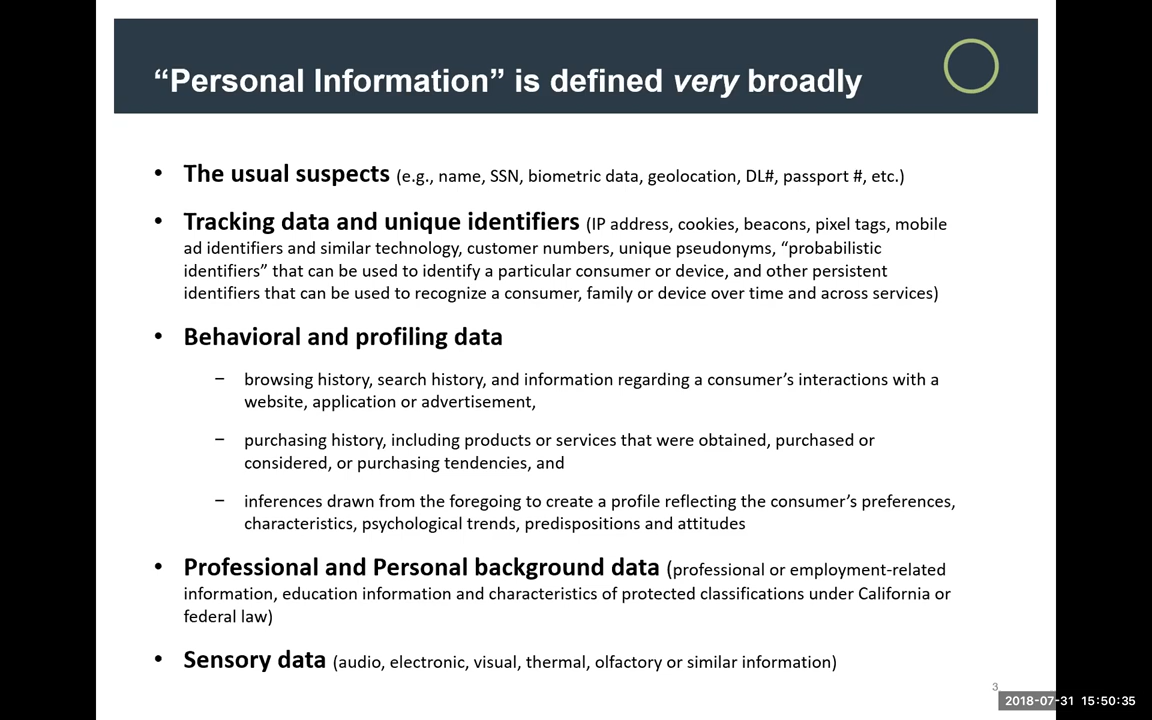 “Personal Information” is defined very broadly
• The usual suspects (e.g., name, SSN, biometric data, geolocation, DL#, passport #, etc.)
• Tracking data and unique identifiers (IP address, cookies, beacons, pixel tags, mobile
ad identifiers and similar technology, customer numbers, unique pseudonyms, “probabilistic
identifiers” that can be used to identify a particular consumer or device, and other persistent
identifiers that can be used to recognize a consumer, family or device over time and across services)
• Behavioral and profiling data
– browsing history, search history, and information regarding a consumer’s interactions with a
website, application or advertisement,
– purchasing history, including products or services that were obtained, purchased or
considered, or purchasing tendencies, and
– inferences drawn from the foregoing to create a profile reflecting the consumer’s preferences,
characteristics, psychological trends, predispositions and attitudes
• Professional and Personal background data (professional or employment-related
information, education information and characteristics of protected classifications under California or
federal law)
• Sensory data (audio, electronic, visual, thermal, olfactory or similar information)
3
2018-07-31 15:50:35